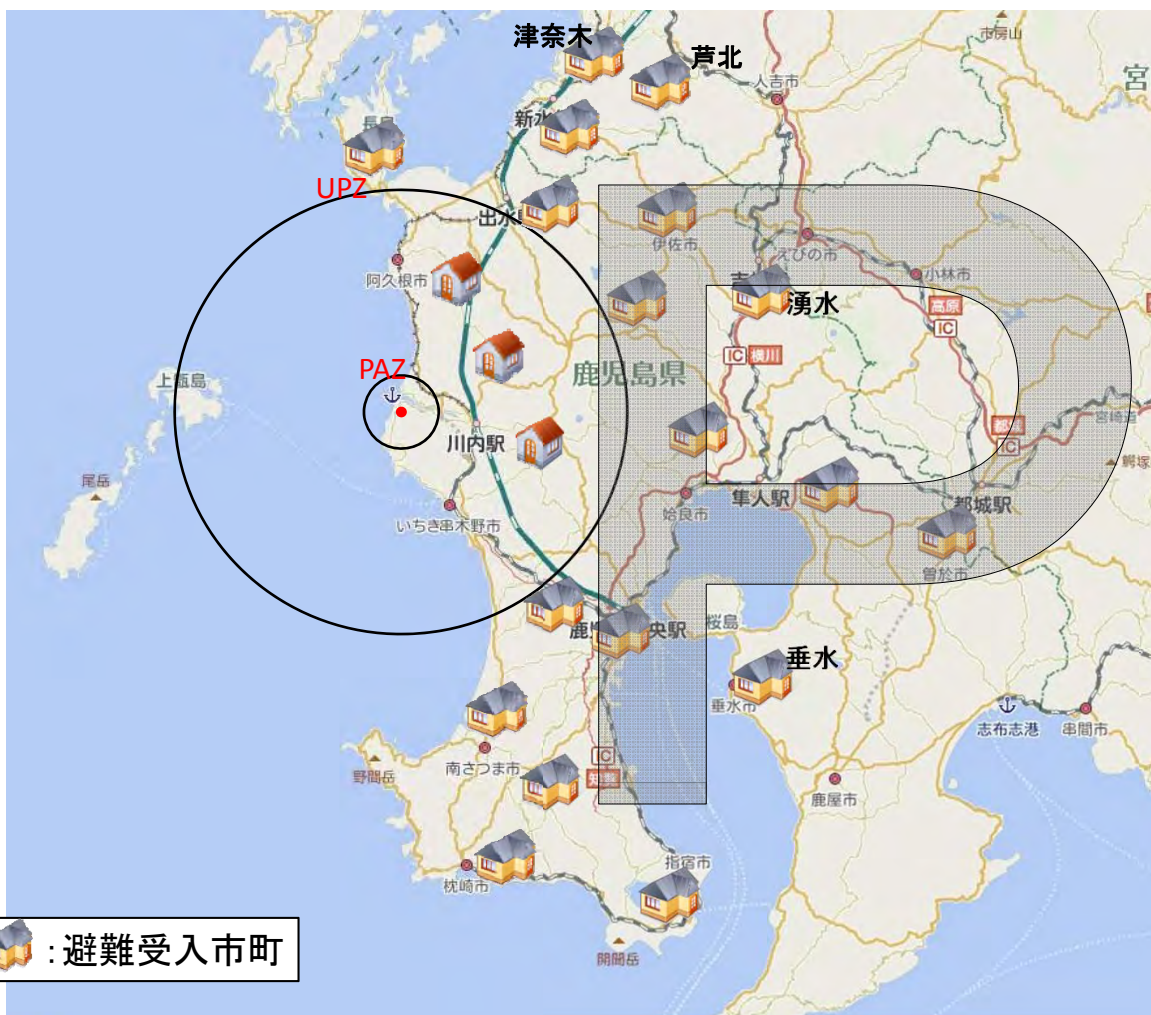 津奈木
芦北
市房山
人吉市
宮
新水
長島
UPZ
出水
伊佐市
えびの市
阿久根市
小林市
湧水
高原
IC
IC 横川
PAZ
鹿児島県
上甑島
都城
IC
宮崎道
川内駅
鰐塚
尾岳
隼人駅
姶良市
都城駅
いちき串木野市
曽於市
桜島
鹿
央駅
垂水
垂水市
志布志港
串間市
南さつま市
IC
野間岳
知覧
鹿屋市
指宿市
枕崎市
:避難受入市町
開聞岳
P